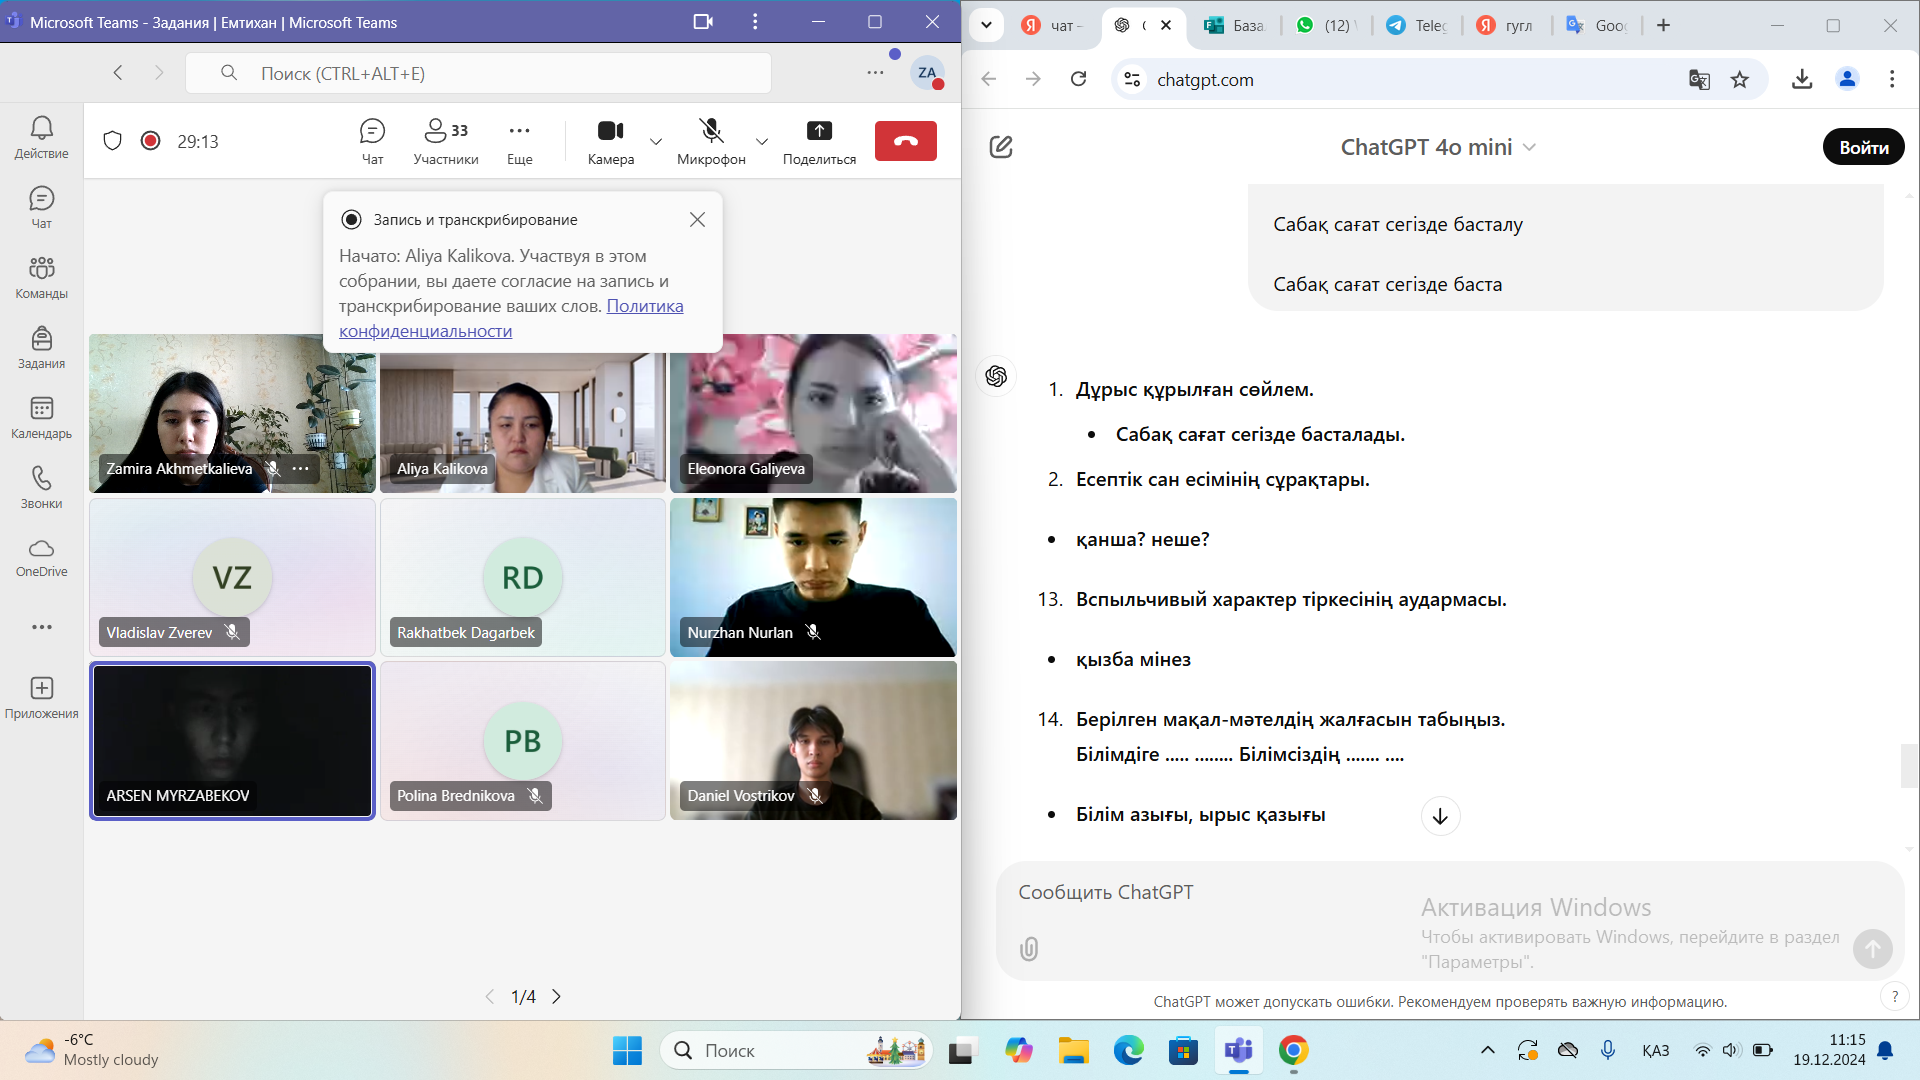 Microsoft Teams - Задания | Емтихан | Microsoft Teams
Поиск (CTRL+ALT+E)
ZA
Действие
Чат
Команды
Задания
Календарь
Звонки
OneDrive
Приложения
29:13
Чат
33
Участники
Еще
Камера
Микрофон
Поделиться
Запись и транскрибирование
Начато: Aliya Kalikova. Участвуя в этом
собрании, вы даете согласие на запись и
транскрибирование ваших слов. Политика
конфиденциальности
Zamira Akhmetkalieva
Aliya Kalikova
Eleonora Galiyeva
VZ
Vladislav Zverev
RD
Rakhatbek Dagarbek
Nurzhan Nurlan
ARSEN MYRZABEKOV
PB
Polina Brednikova
Daniel Vostrikov
1/4
чат -
База
(12)
Teleg
гугл
Goo
chatgpt.com
ChatGPT 4o mini
Войти
Сабақ сағат сегізде басталу
Сабақ сағат сегізде баста
1. Дұрыс құрылған сөйлем.
• Сабақ сағат сегізде басталады.
2. Есептік сан есімінің сұрақтары.
• қанша? неше?
13. Вспыльчивый характер тіркесінің аудармасы.
• қызба мінез
14. Берілген мақал-мәтелдің жалғасын табыңыз.
Білімдіге ..... ........ Білімсіздің ....... ....
• Білім азығы, ырыс қазығы
Сообщить ChatGPT
Активация Windows
Чтобы активировать Windows, перейдите в раздел
"Параметры".
ChatGPT может допускать ошибки. Рекомендуем проверять важную информацию.
?
-6°C
Mostly cloudy
Поиск
ҚАЗ
11:15
19.12.2024